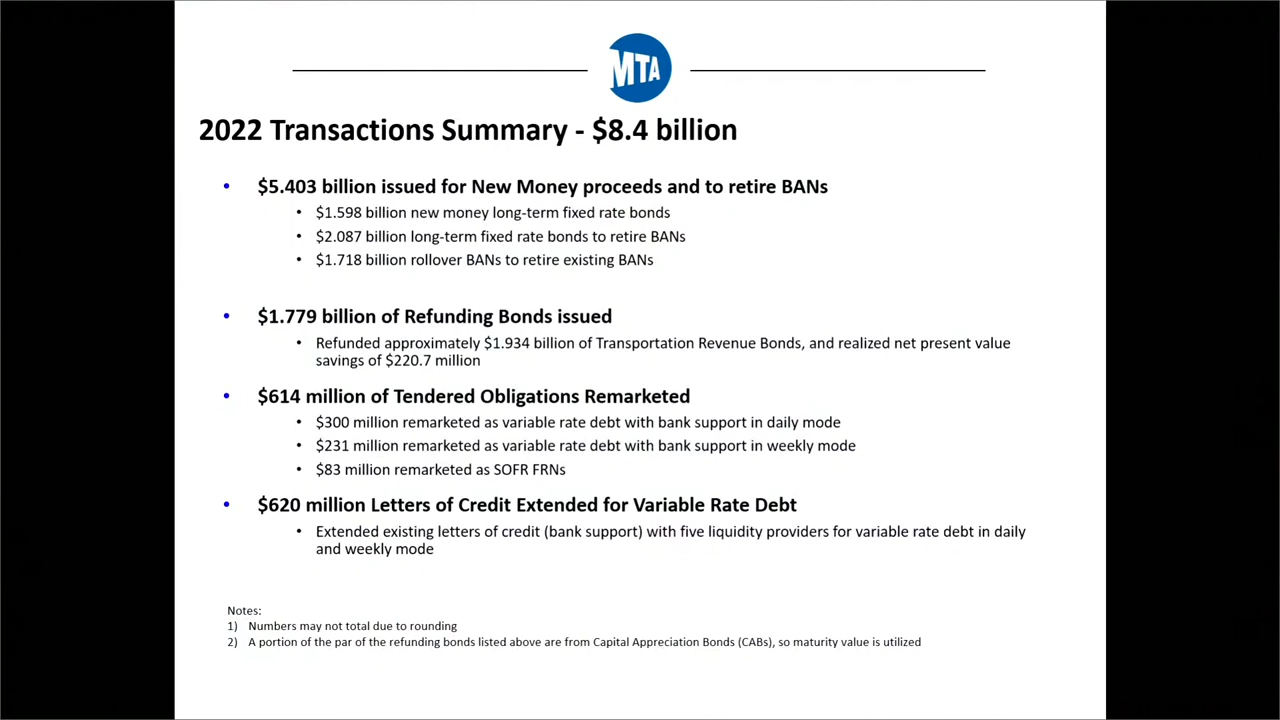 MTA
2022 Transactions Summary - $8.4 billion
• $5.403 billion issued for New Money proceeds and to retire BANs
• $1.598 billion new money long-term fixed rate bonds
• $2.087 billion long-term fixed rate bonds to retire BANs
• $1.718 billion rollover BANs to retire existing BANs
• $1.779 billion of Refunding Bonds issued
• Refunded approximately $1.934 billion of Transportation Revenue Bonds, and realized net present value
savings of $220.7 million
• $614 million of Tendered Obligations Remarketed
• $300 million remarketed as variable rate debt with bank support in daily mode
• $231 million remarketed as variable rate debt with bank support in weekly mode
• $83 million remarketed as SOFR FRNs
• $620 million Letters of Credit Extended for Variable Rate Debt
• Extended existing letters of credit (bank support) with five liquidity providers for variable rate debt in daily
and weekly mode
Notes:
1) Numbers may not total due to rounding
2) A portion of the par of the refunding bonds listed above are from Capital Appreciation Bonds (CABs), so maturity value is utilized